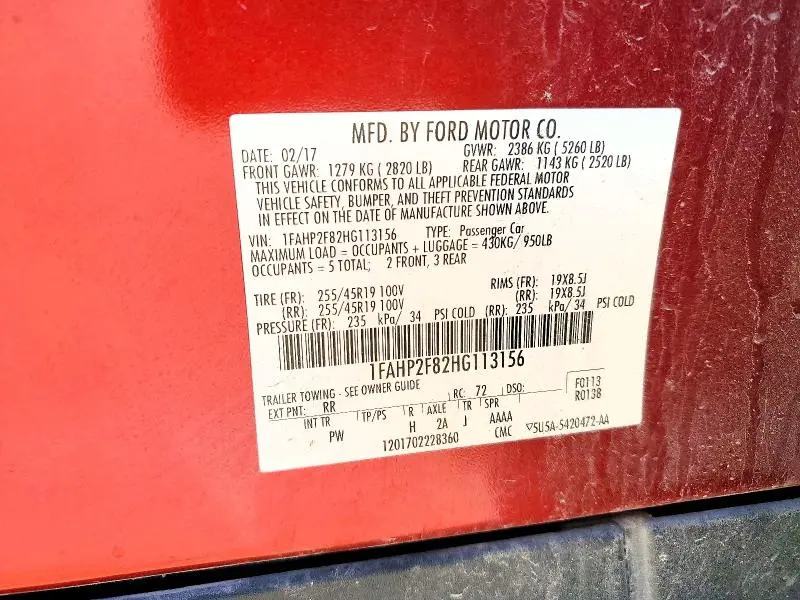 MFD. BY FORD MOTOR CO.
DATE: 02/17 GVWR: 2386 KG ( 5260 LB)
FRONT GAWR: 1279 KG ( 2820 LB) REAR GAWR: 1143 KG ( 2520 LB)
THIS VEHICLE CONFORMS TO ALL APPLICABLE FEDERAL MOTOR
VEHICLE SAFETY, BUMPER, AND THEFT PREVENTION STANDARDS
IN EFFECT ON THE DATE OF MANUFACTURE SHOWN ABOVE.
VIN: 1FAHP2F82HG113156 TYPE: Passenger Car
MAXIMUM LOAD = OCCUPANTS + LUGGAGE = 430KG/ 950LB
OCCUPANTS = 5 TOTAL; 2 FRONT, 3 REAR
TIRE (FR): 255/45R19 100V RIMS (FR): 19X8.5J
(RR): 255/45R19 100V (RR): 19X8.5J
PRESSURE (FR): 235 kPa/ 34 PSI COLD (RR): 235 kPa/ 34 PSI COLD
1FAHP2F82HG113156
TRAILER TOWING - SEE OWNER GUIDE
EXT PNT: RR RC: 72 DSO: F0113
R0138
INT TR TP/PS R AXLE TR SPR
PW H 2A J AAAA
1201702228360 CMC ▽5U5A-5420472-AA